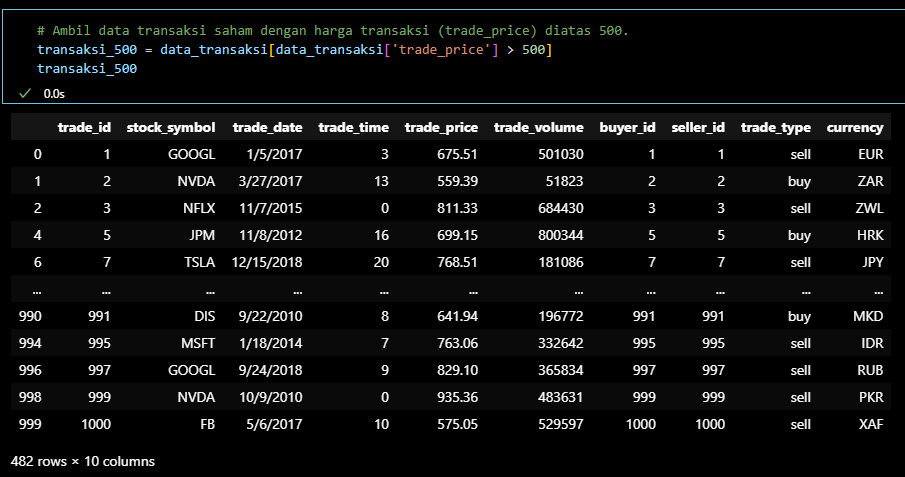 # Ambil data transaksi saham dengan harga transaksi (trade_price) diatas 500.
transaksi_500 = data_transaksi[data_transaksi['trade_price'] > 500]
transaksi_500
0.0s
trade_id stock_symbol trade_date trade_time trade_price trade_volume buyer_id seller_id trade_type currency
0 1 GOOGL 1/5/2017 3 675.51 501030 1 1 sell EUR
1 2 NVDA 3/27/2017 13 559.39 51823 2 2 buy ZAR
2 3 NFLX 11/7/2015 0 811.33 684430 3 3 sell ZWL
4 5 JPM 11/8/2012 16 699.15 800344 5 5 buy HRK
6 7 TSLA 12/15/2018 20 768.51 181086 7 7 sell JPY
... ... ... ... ... ... ... ... ... ... ...
990 991 DIS 9/22/2010 8 641.94 196772 991 991 buy MKD
994 995 MSFT 1/18/2014 7 763.06 332642 995 995 sell IDR
996 997 GOOGL 9/24/2018 9 829.10 365834 997 997 sell RUB
998 999 NVDA 10/9/2010 0 935.36 483631 999 999 sell PKR
999 1000 FB 5/6/2017 10 575.05 529597 1000 1000 sell XAF
482 rows × 10 columns